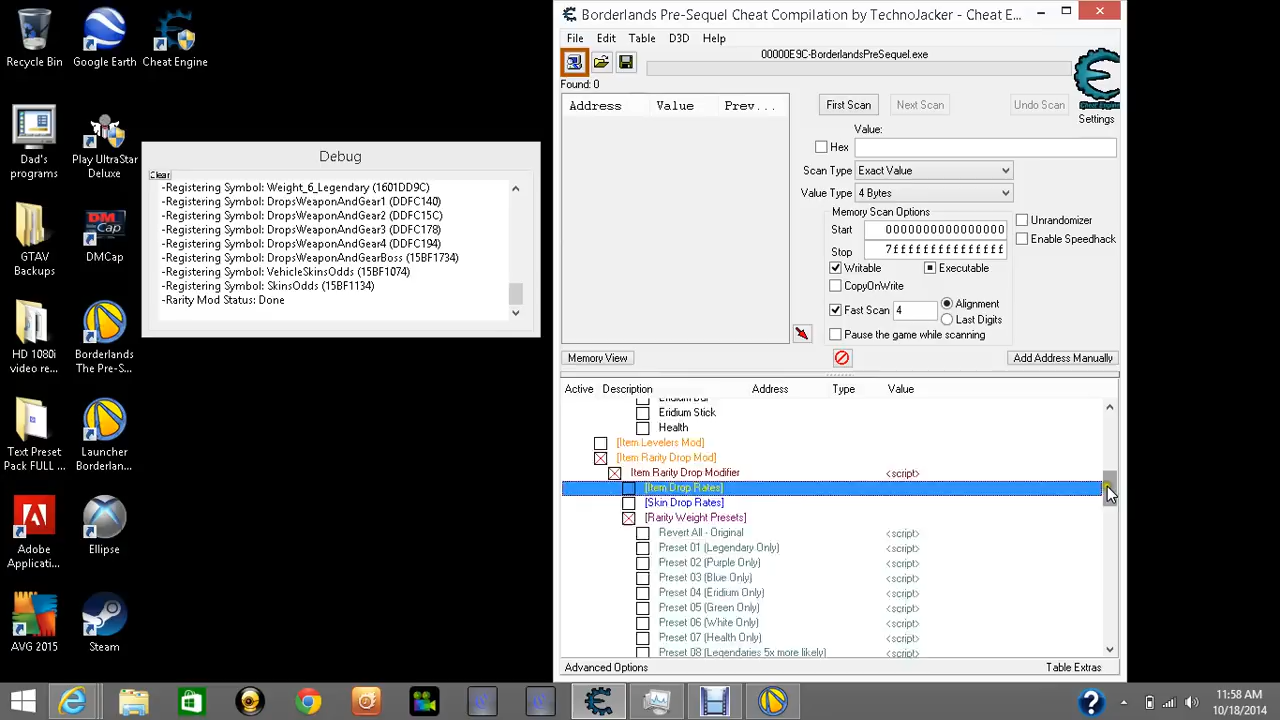 Borderlands Pre-Sequel Cheat Compilation by TechnoJacker - Cheat E...
File Edit Table D3D Help
00000E9C-BorderlandsPreSequel.exe
Found: 0
Address Value Prev...
First Scan Next Scan Undo Scan
Settings
Value:
Hex
Scan Type Exact Value
Value Type 4 Bytes
Memory Scan Options
Start 0000000000000000
Stop 7fffffffffffffff
Unrandomizer
Enable Speedhack
Writable Executable
CopyOnWrite
Fast Scan 4 Alignment
Last Digits
Pause the game while scanning
Memory View Add Address Manually
Active Description Address Type Value
Eridium Stick
Health
[Item Levelers Mod]
[Item Rarity Drop Mod]
Item Rarity Drop Modifier <script>
[Item Drop Rates]
[Skin Drop Rates]
[Rarity Weight Presets]
Revert All - Original <script>
Preset 01 (Legendary Only) <script>
Preset 02 (Purple Only) <script>
Preset 03 (Blue Only) <script>
Preset 04 (Eridium Only) <script>
Preset 05 (Green Only) <script>
Preset 06 (White Only) <script>
Preset 07 (Health Only) <script>
Preset 08 (Legendaries 5x more likely) <script>
Advanced Options Table Extras
Debug
Clear
-Registering Symbol: Weight_6_Legendary (1601DD9C)
-Registering Symbol: DropsWeaponAndGear1 (DDFC140)
-Registering Symbol: DropsWeaponAndGear2 (DDFC15C)
-Registering Symbol: DropsWeaponAndGear3 (DDFC178)
-Registering Symbol: DropsWeaponAndGear4 (DDFC194)
-Registering Symbol: DropsWeaponAndGearBoss (15BF1734)
-Registering Symbol: VehicleSkinsOdds (15BF1074)
-Registering Symbol: SkinsOdds (15BF1134)
-Rarity Mod Status: Done
Recycle Bin
Google Earth
Cheat Engine
Dad's programs
Play UltraStar Deluxe
GTAV Backups
DMCap
DMCap
HD 1080i video re...
Borderlands The Pre-S...
Text Preset Pack FULL ...
Launcher Borderlan...
Adobe Applicati...
Ellipse
AVG 2015
Steam
11:58 AM
10/18/2014